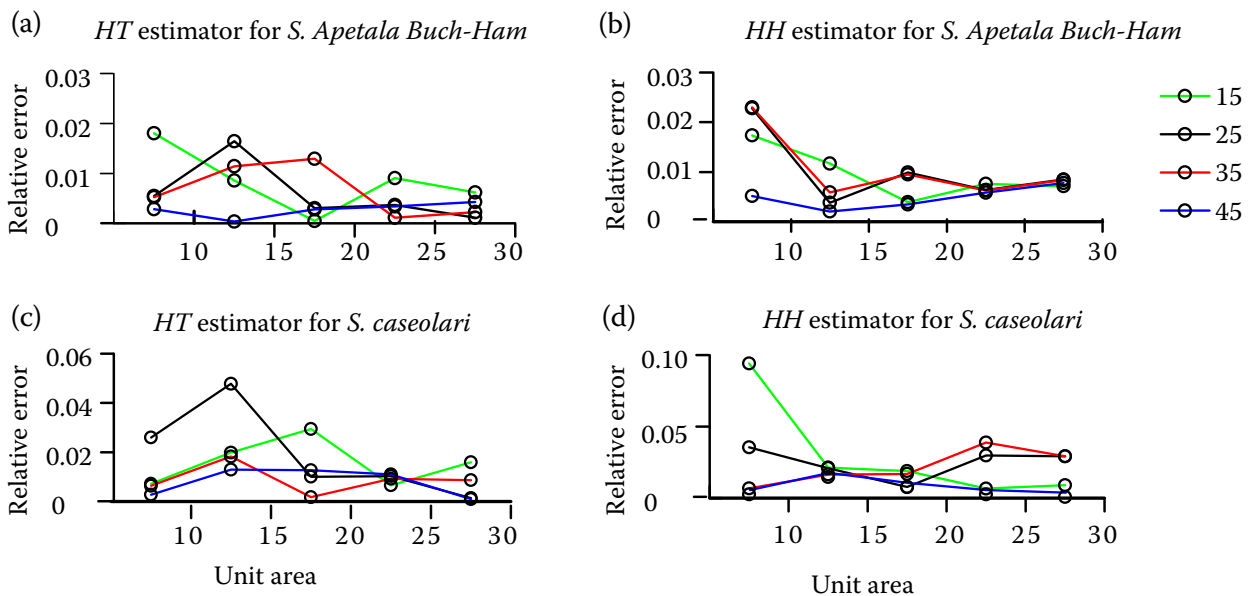 (a)
HT estimator for S. Apetala Buch-Ham
Relative error
0.03
0.02
0.01
0
10 15 20 25 30
(b)
HH estimator for S. Apetala Buch-Ham
Relative error
0.03
0.02
0.01
0
10 15 20 25 30
15
25
35
45
(c)
HT estimator for S. caseolari
Relative error
0.06
0.04
0.02
0
10 15 20 25 30
Unit area
(d)
HH estimator for S. caseolari
Relative error
0.10
0.05
0
10 15 20 25 30
Unit area